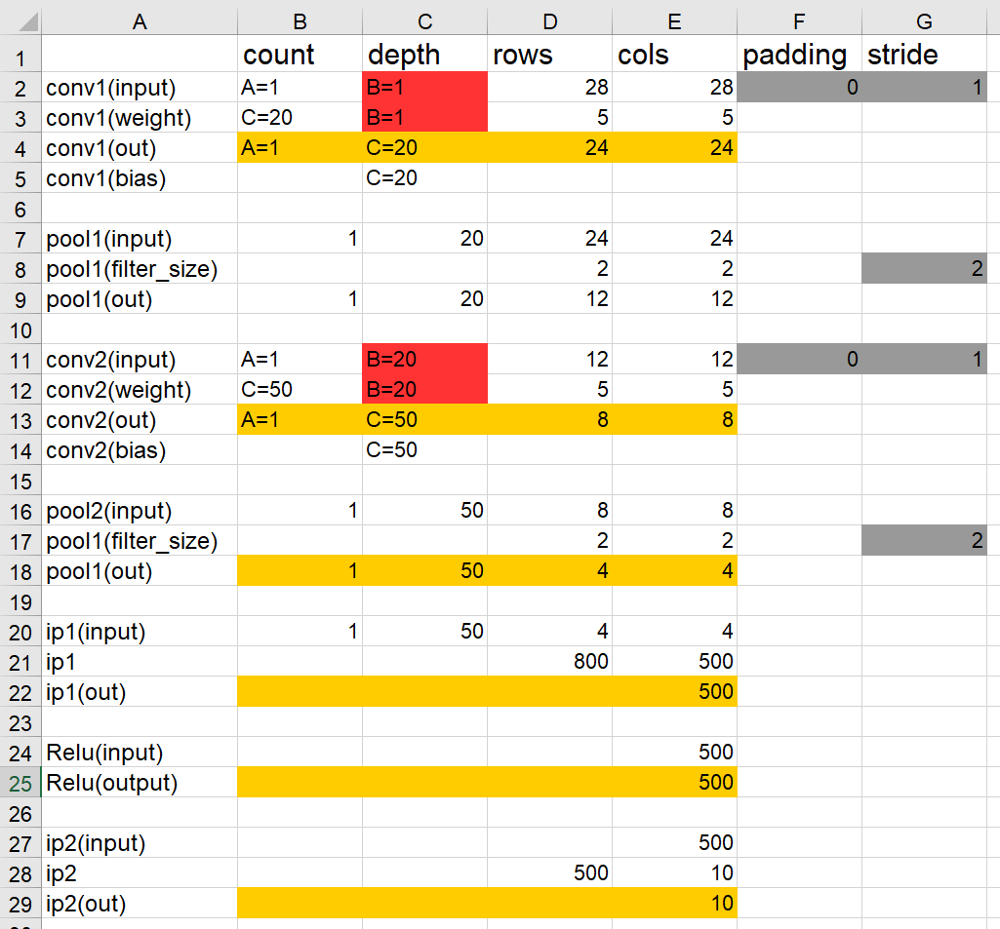 A B C D E F G
1 count depth rows cols padding stride
2 conv1(input) A=1 B=1 28 28 0 1
3 conv1(weight) C=20 B=1 5 5
4 conv1(out) A=1 C=20 24 24
5 conv1(bias) C=20
6
7 pool1(input) 1 20 24 24
8 pool1(filter_size) 2 2 2
9 pool1(out) 1 20 12 12
10
11 conv2(input) A=1 B=20 12 12 0 1
12 conv2(weight) C=50 B=20 5 5
13 conv2(out) A=1 C=50 8 8
14 conv2(bias) C=50
15
16 pool2(input) 1 50 8 8
17 pool1(filter_size) 2 2 2
18 pool1(out) 1 50 4 4
19
20 ip1(input) 1 50 4 4
21 ip1 800 500
22 ip1(out) 500
23
24 Relu(input) 500
25 Relu(output) 500
26
27 ip2(input) 500
28 ip2 500 10
29 ip2(out) 10